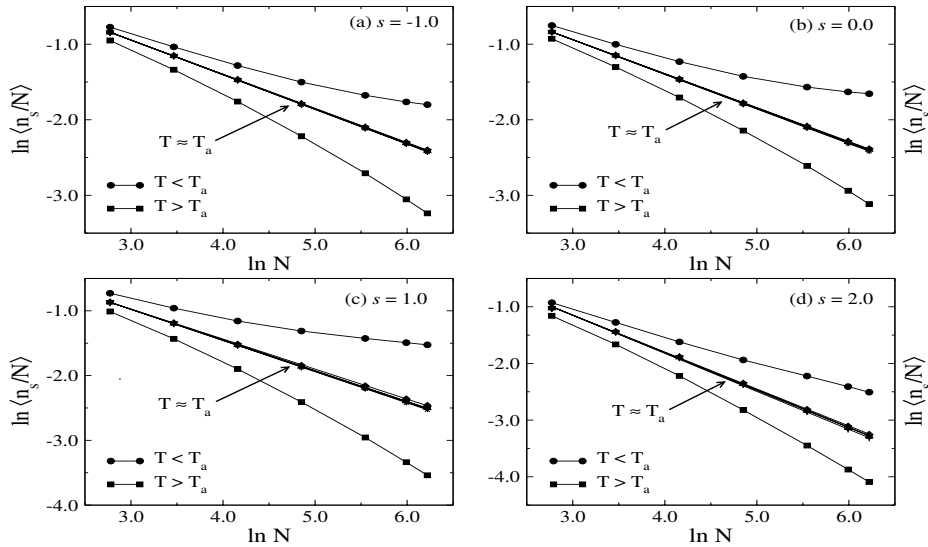 (a) s = -1.0
-1.0
-2.0
-3.0
ln ⟨n_s/N⟩
T ≈ T_a
T < T_a
T > T_a
3.0 4.0 5.0 6.0
ln N
(b) s = 0.0
-1.0
-2.0
-3.0
ln ⟨n_s/N⟩
T ≈ T_a
T < T_a
T > T_a
3.0 4.0 5.0 6.0
ln N
(c) s = 1.0
-1.0
-2.0
-3.0
-4.0
ln ⟨n_s/N⟩
T ≈ T_a
T < T_a
T > T_a
3.0 4.0 5.0 6.0
ln N
(d) s = 2.0
-1.0
-2.0
-3.0
-4.0
ln ⟨n_s/N⟩
T ≈ T_a
T < T_a
T > T_a
3.0 4.0 5.0 6.0
ln N